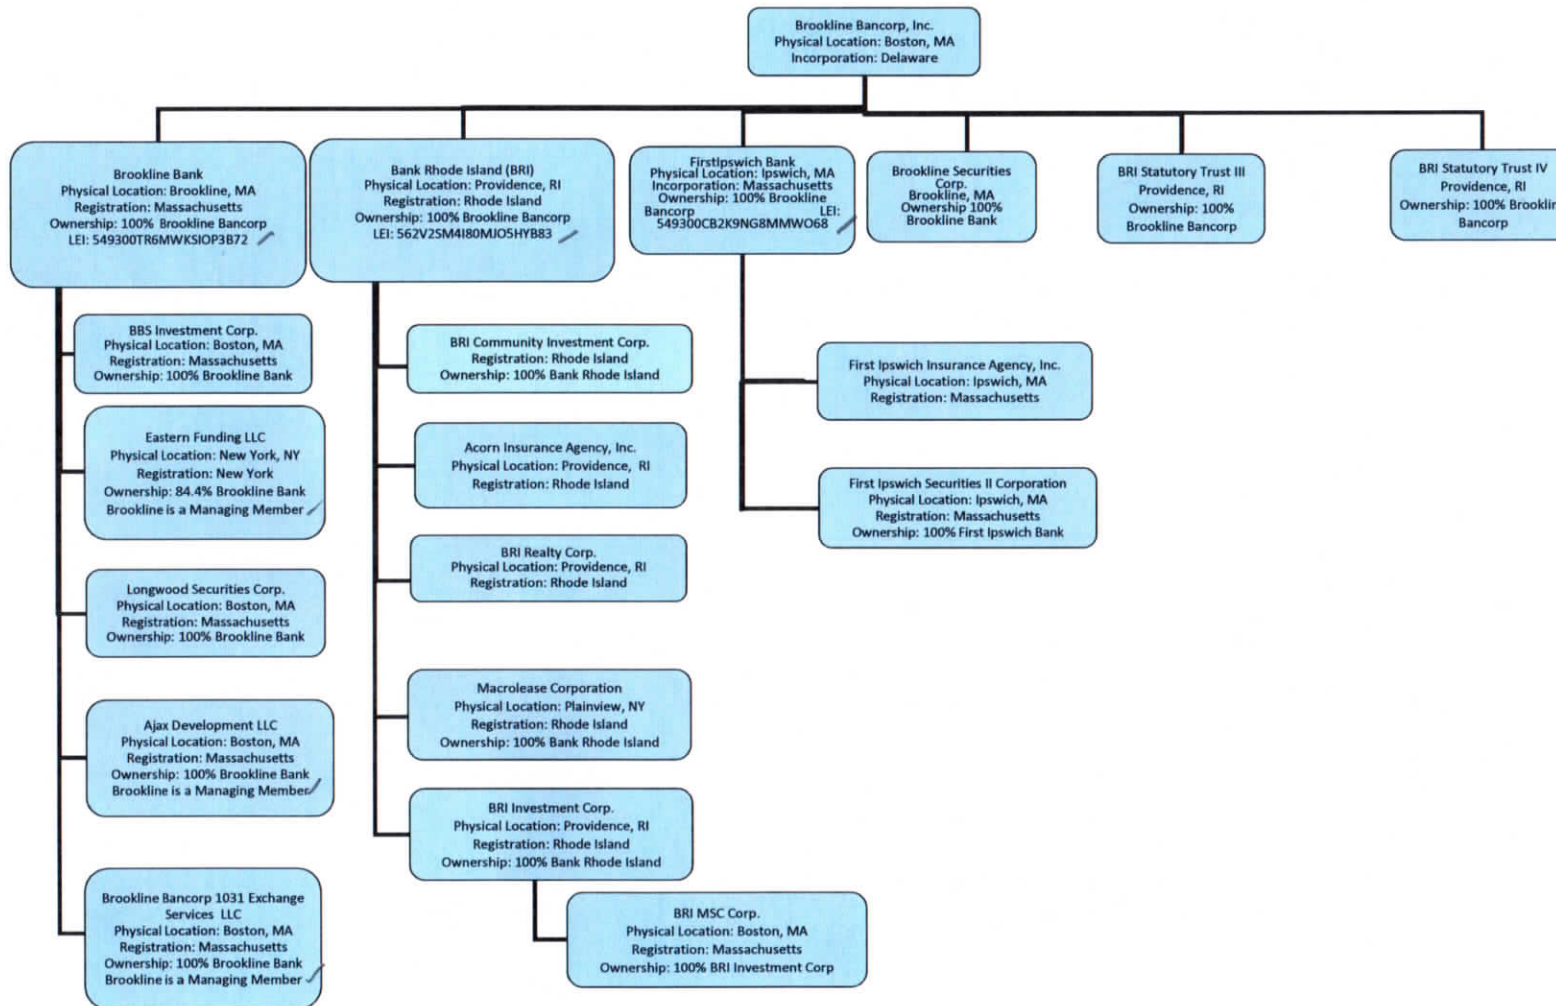 Brookline Bancorp, Inc.
Physical Location: Boston, MA
Incorporation: Delaware
Brookline Bank
Physical Location: Brookline, MA
Registration: Massachusetts
Ownership: 100% Brookline Bancorp
LEI: 549300TR6MWKSIOP3B72
Bank Rhode Island (BRI)
Physical Location: Providence, RI
Registration: Rhode Island
Ownership: 100% Brookline Bancorp
LEI: 562V2SM4I80MJO5HYB83
FirstIpswich Bank
Physical Location: Ipswich, MA
Incorporation: Massachusetts
Ownership: 100% Brookline
Bancorp LEI:
549300CB2K9NG8MMWO68
Brookline Securities
Corp.
Brookline, MA
Ownership 100%
Brookline Bank
BRI Statutory Trust III
Providence, RI
Ownership: 100%
Brookline Bancorp
BRI Statutory Trust IV
Providence, RI
Ownership: 100% Brooklin
Bancorp
BBS Investment Corp.
Physical Location: Boston, MA
Registration: Massachusetts
Ownership: 100% Brookline Bank
Eastern Funding LLC
Physical Location: New York, NY
Registration: New York
Ownership: 84.4% Brookline Bank
Brookline is a Managing Member
Longwood Securities Corp.
Physical Location: Boston, MA
Registration: Massachusetts
Ownership: 100% Brookline Bank
Ajax Development LLC
Physical Location: Boston, MA
Registration: Massachusetts
Ownership: 100% Brookline Bank
Brookline is a Managing Member
Brookline Bancorp 1031 Exchange
Services LLC
Physical Location: Boston, MA
Registration: Massachusetts
Ownership: 100% Brookline Bank
Brookline is a Managing Member
BRI Community Investment Corp.
Registration: Rhode Island
Ownership: 100% Bank Rhode Island
Acorn Insurance Agency, Inc.
Physical Location: Providence, RI
Registration: Rhode Island
BRI Realty Corp.
Physical Location: Providence, RI
Registration: Rhode Island
Macrolease Corporation
Physical Location: Plainview, NY
Registration: Rhode Island
Ownership: 100% Bank Rhode Island
BRI Investment Corp.
Physical Location: Providence, RI
Registration: Rhode Island
Ownership: 100% Bank Rhode Island
BRI MSC Corp.
Physical Location: Boston, MA
Registration: Massachusetts
Ownership: 100% BRI Investment Corp
First Ipswich Insurance Agency, Inc.
Physical Location: Ipswich, MA
Registration: Massachusetts
First Ipswich Securities II Corporation
Physical Location: Ipswich, MA
Registration: Massachusetts
Ownership: 100% First Ipswich Bank